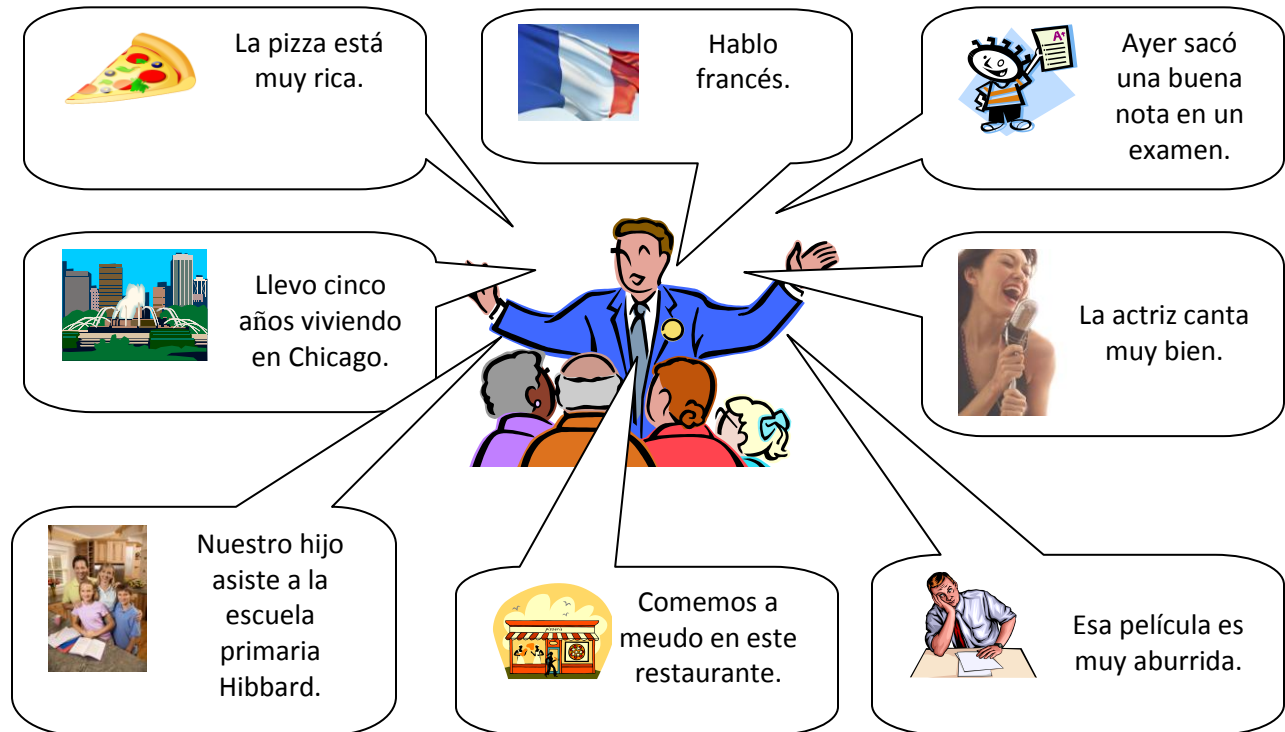 La pizza está
muy rica.
Hablo
francés.
Ayer sacó
una buena
nota en un
examen.
Llevo cinco
años viviendo
en Chicago.
La actriz canta
muy bien.
Nuestro hijo
asiste a la
escuela
primaria
Hibbard.
Comemos a
meudo en este
restaurante.
Esa película es
muy aburrida.